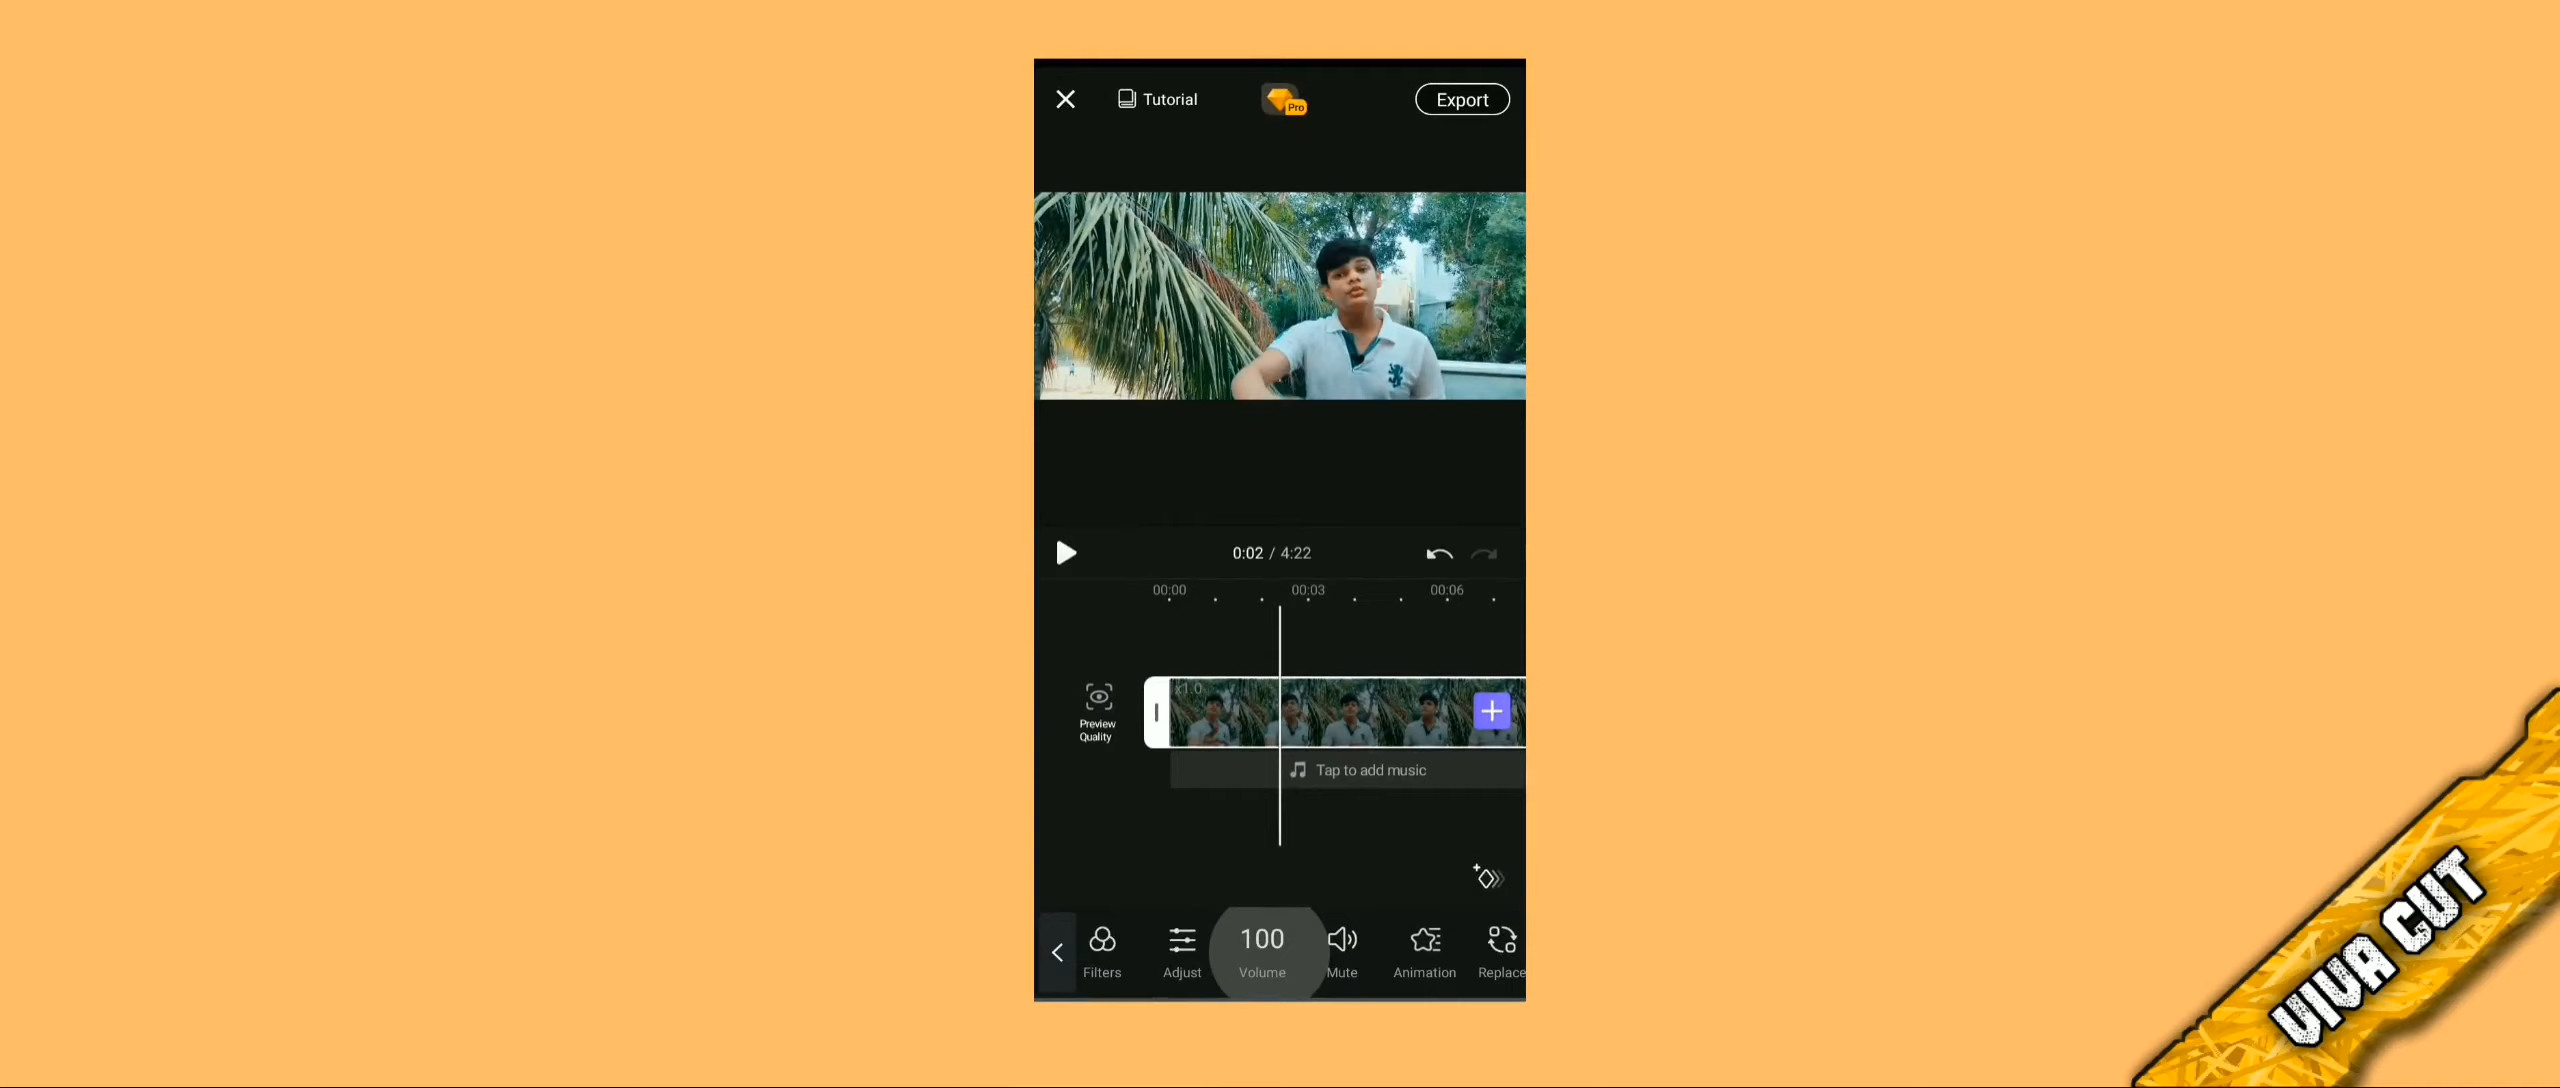 Tutorial
Pro
Export
0:02 / 4:22
00:00
00:03
00:06
x1.0
Preview
Quality
Tap to add music
100
Filters
Adjust
Volume
Mute
Animation
Replace
VIVA CUT